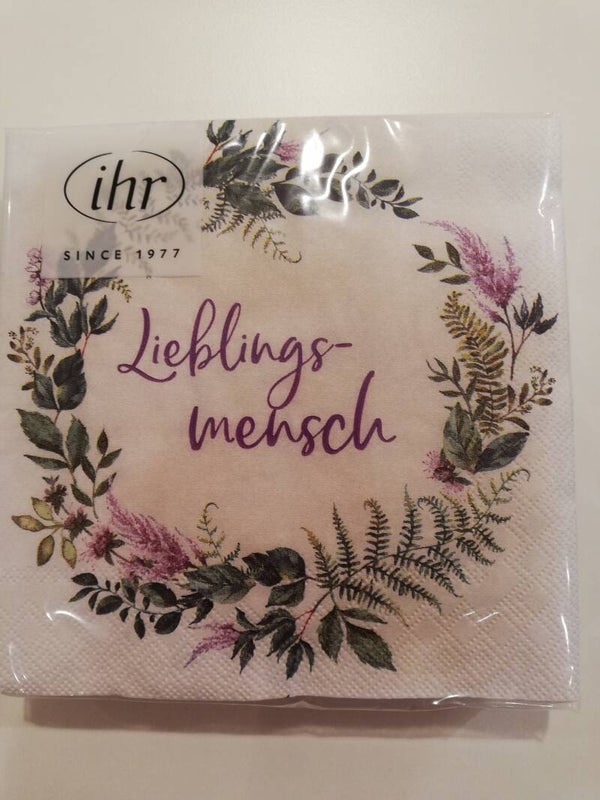 ihr
SINCE 1977
Lieblings-
mensch